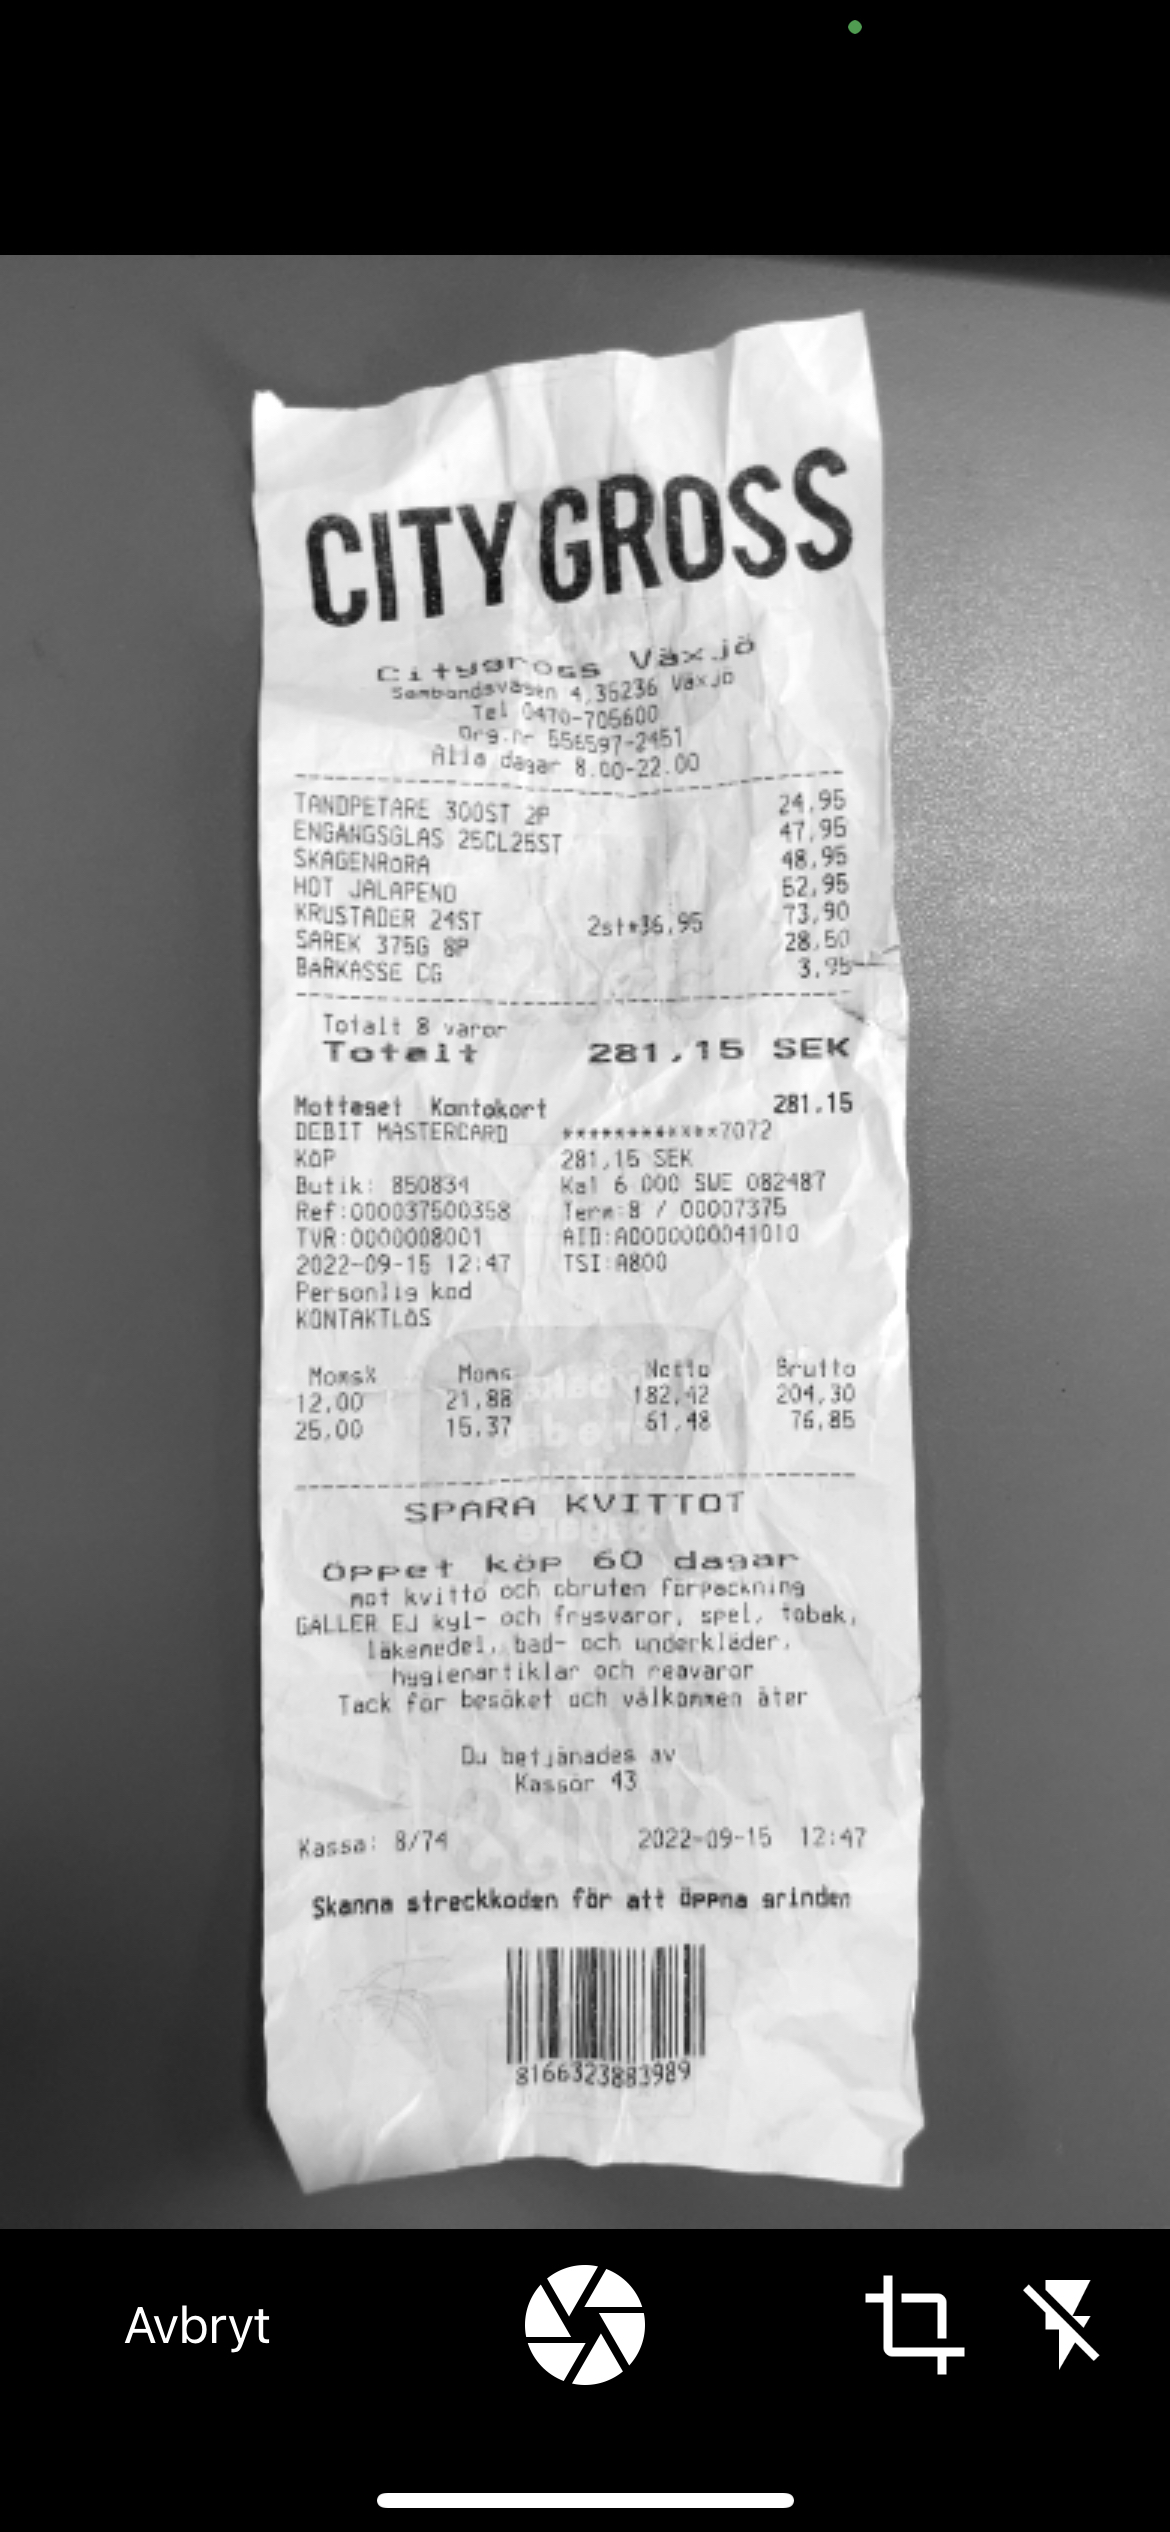 CITY GROSS
Citygross Växjö
Sambandsvägen 4,35236 Växjö
Tel 0470-705600
Org.nr 556597-2451
Alla dagar 8.00-22.00
TANDPETARE 300ST 2P 24,95
ENGANGSGLAS 25CL25ST 47,95
SKAGENRöRA 48,95
HOT JALAPENO 52,95
KRUSTADER 24ST 2st*36,95 73,90
SAREK 375G 8P 28,50
BäRKASSE CG 3,95
Totalt 8 varor
Totalt 281,15 SEK
Mottaget Kontokort 281,15
DEBIT MASTERCARD ************7072
KöP 281,15 SEK
Butik: 850834 Ka1 6 000 SWE 082487
Ref:000037500358 Term:8 / 00007375
TVR:0000008001 AID:A0000000041010
2022-09-15 12:47 TSI:A800
Personlig kod
KONTAKTLöS
Moms% Moms Netto Brutto
12,00 21,88 182,42 204,30
25,00 15,37 61,48 76,85
SPARA KVITTOT
Öppet köp 60 dagar
mot kvitto och obruten förpackning
GÄLLER EJ kyl- och frysvaror, spel, tobak,
läkemedel, bad- och underkläder,
hygienartiklar och reavaror
Tack för besöket och välkommen åter
Du betjänades av
Kassör 43
Kassa: 8/74 2022-09-15 12:47
Skanna streckkoden för att öppna grinden
8166323883989
Avbryt